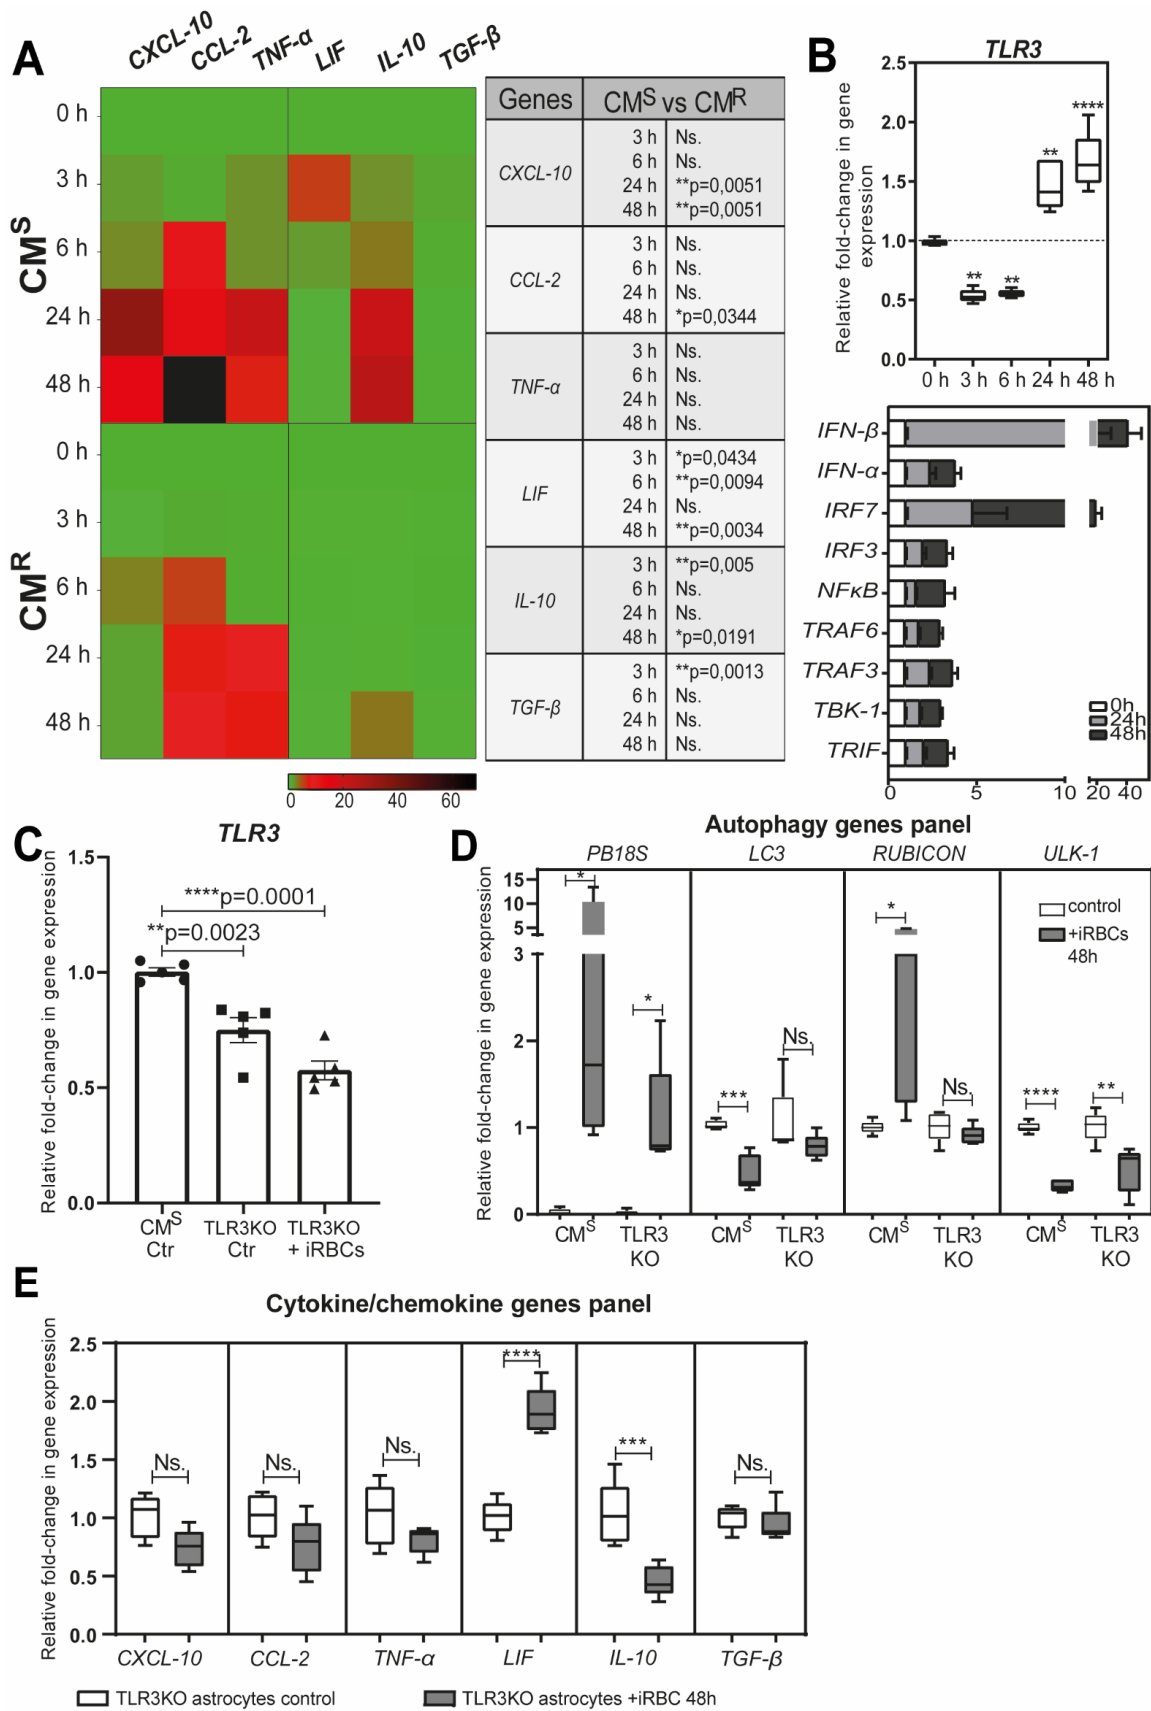 A
CXCL-10
CCL-2
TNF-α
LIF
IL-10
TGF-β
CMS
0 h
3 h
6 h
24 h
48 h
CMR
0 h
3 h
6 h
24 h
48 h
0 20 40 60
Genes CMS vs CMR
CXCL-10
3 h Ns.
6 h Ns.
24 h **p=0,0051
48 h **p=0,0051
CCL-2
3 h Ns.
6 h Ns.
24 h Ns.
48 h *p=0,0344
TNF-α
3 h Ns.
6 h Ns.
24 h Ns.
48 h Ns.
LIF
3 h *p=0,0434
6 h **p=0,0094
24 h Ns.
48 h **p=0,0034
IL-10
3 h **p=0,005
6 h Ns.
24 h Ns.
48 h *p=0,0191
TGF-β
3 h **p=0,0013
6 h Ns.
24 h Ns.
48 h Ns.
B
TLR3
Relative fold-change in gene
expression
2.5
2.0
1.5
1.0
0.5
0.0
**
**
**
****
0 h 3 h 6 h 24 h 48 h
IFN-β
IFN-α
IRF7
IRF3
NFκB
TRAF6
TRAF3
TBK-1
TRIF
0h
24h
48h
0 5 10 20 40
C
TLR3
Relative fold-change in gene expression
1.5
1.0
0.5
0.0
****p=0.0001
**p=0.0023
CMS TLR3KO TLR3KO
Ctr Ctr + iRBCs
D
Autophagy genes panel
PB18S LC3 RUBICON ULK-1
Relative fold-change in gene expression
15
10
5
3
2
1
0
*
*
***
Ns.
*
Ns.
****
**
control
+iRBCs
48h
CMS TLR3 CMS TLR3 CMS TLR3 CMS TLR3
KO KO KO KO
E
Cytokine/chemokine genes panel
Relative fold-change in gene expression
2.5
2.0
1.5
1.0
0.5
0.0
Ns.
Ns.
Ns.
****
***
Ns.
CXCL-10 CCL-2 TNF-α LIF IL-10 TGF-β
TLR3KO astrocytes control TLR3KO astrocytes +iRBC 48h